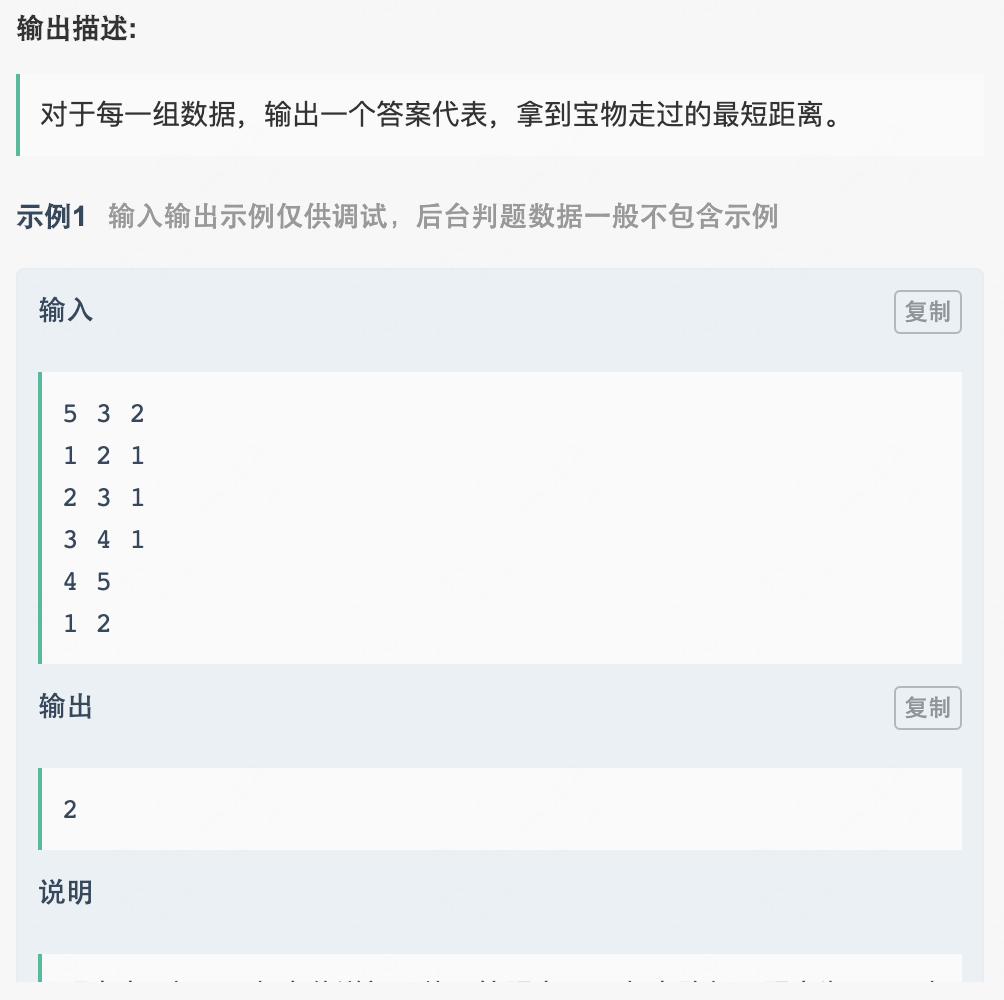 输出描述:
对于每一组数据，输出一个答案代表，拿到宝物走过的最短距离。
示例1 输入输出示例仅供调试，后台判题数据一般不包含示例
输入
复制
5 3 2
1 2 1
2 3 1
3 4 1
4 5
1 2
输出
复制
2
说明